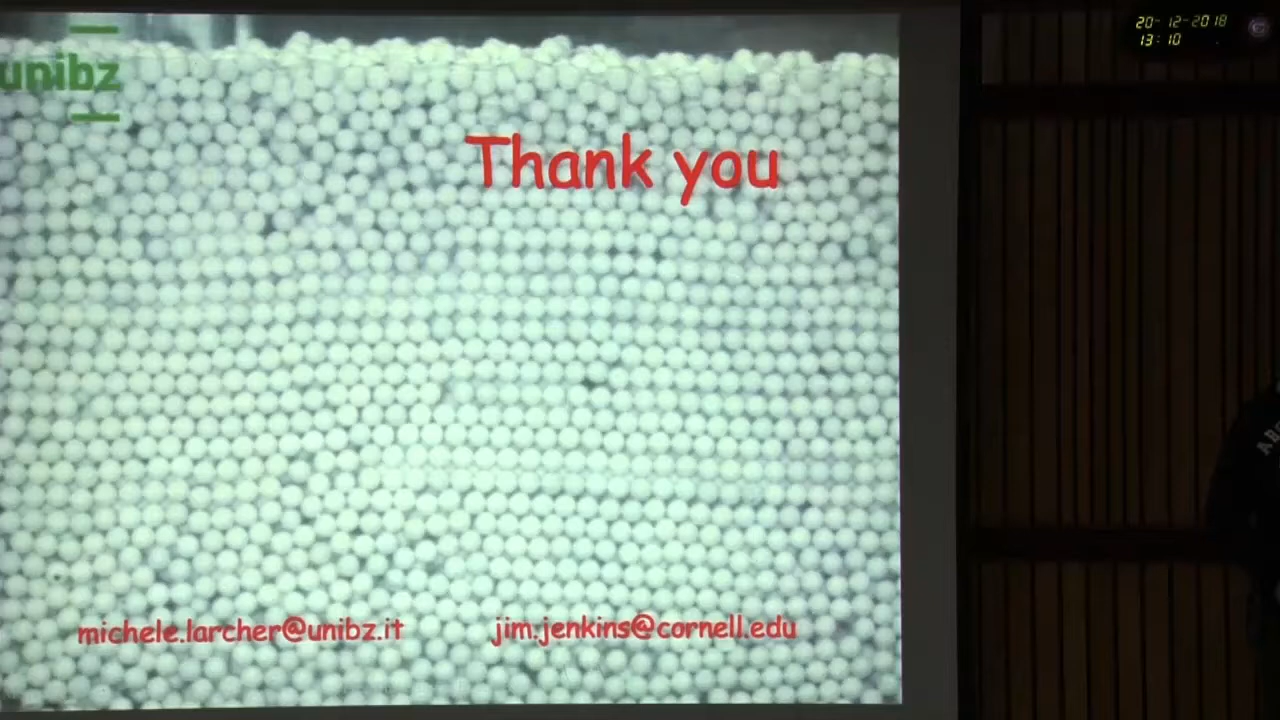 unibz
20-12-2018
13:10
Thank you
michele.larcher@unibz.it
jim.jenkins@cornell.edu